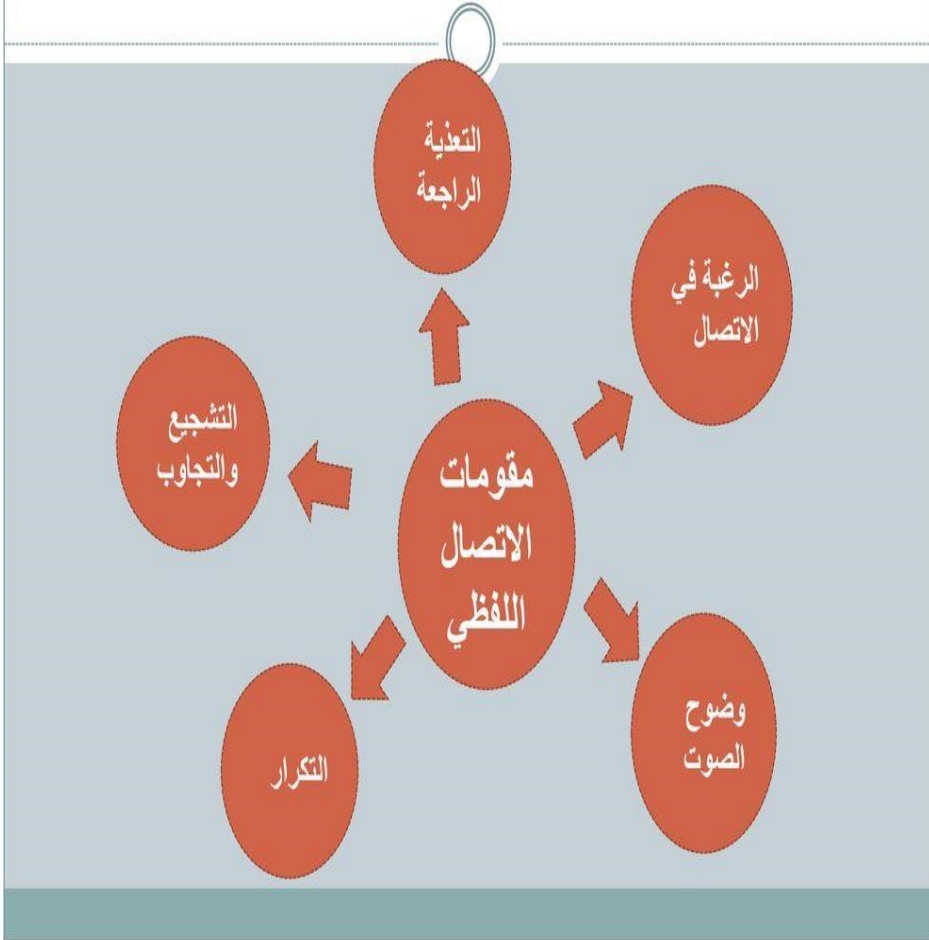 التعذية
الراجعة
الرغبة في
الاتصال
التشجيع
والتجاوب
مقومات
الاتصال
اللفظي
وضوح
الصوت
التكرار